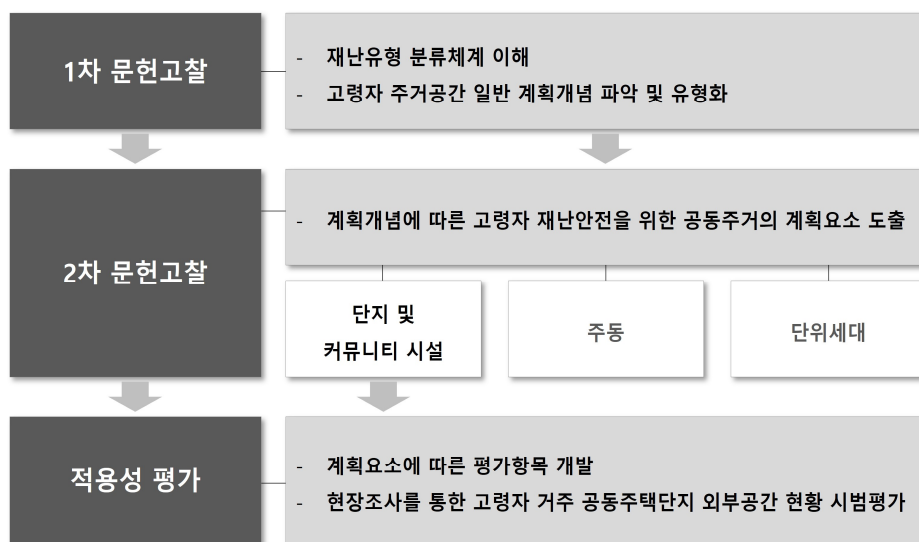 1차 문헌고찰
- 재난유형 분류체계 이해
- 고령자 주거공간 일반 계획개념 파악 및 유형화
2차 문헌고찰
- 계획개념에 따른 고령자 재난안전을 위한 공동주거의 계획요소 도출
단지 및
커뮤니티 시설
주동
단위세대
적용성 평가
- 계획요소에 따른 평가항목 개발
- 현장조사를 통한 고령자 거주 공동주택단지 외부공간 현황 시범평가